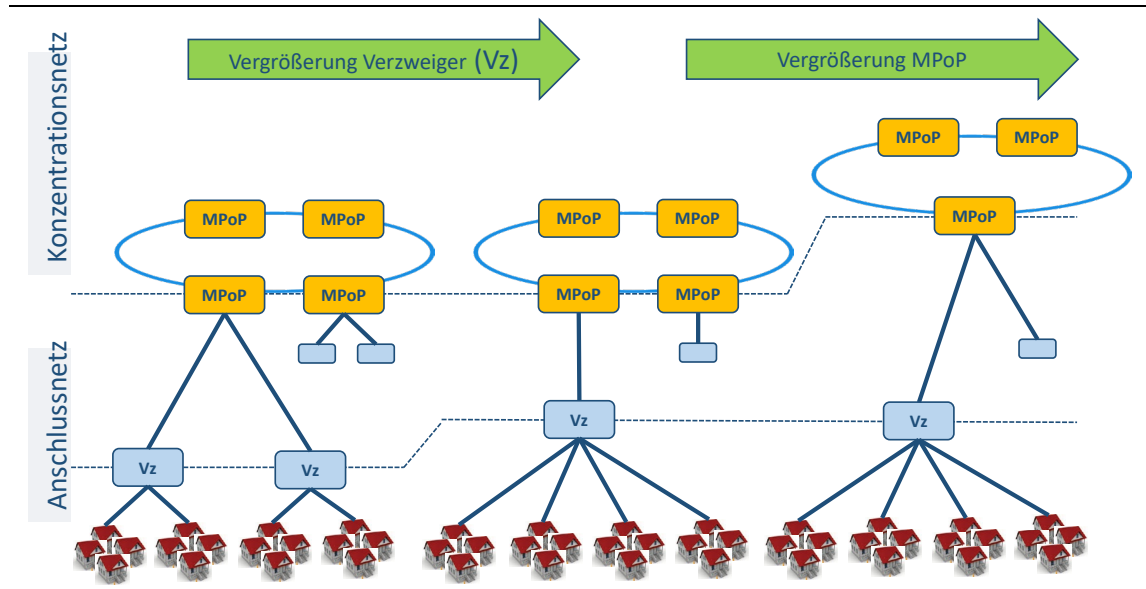 Konzentrationsnetz
Vergrößerung Verzweiger (Vz)
Vergrößerung MPoP
MPoP MPoP
MPoP
MPoP MPoP
MPoP MPoP
MPoP MPoP
MPoP MPoP
Anschlussnetz
Vz Vz
Vz
Vz